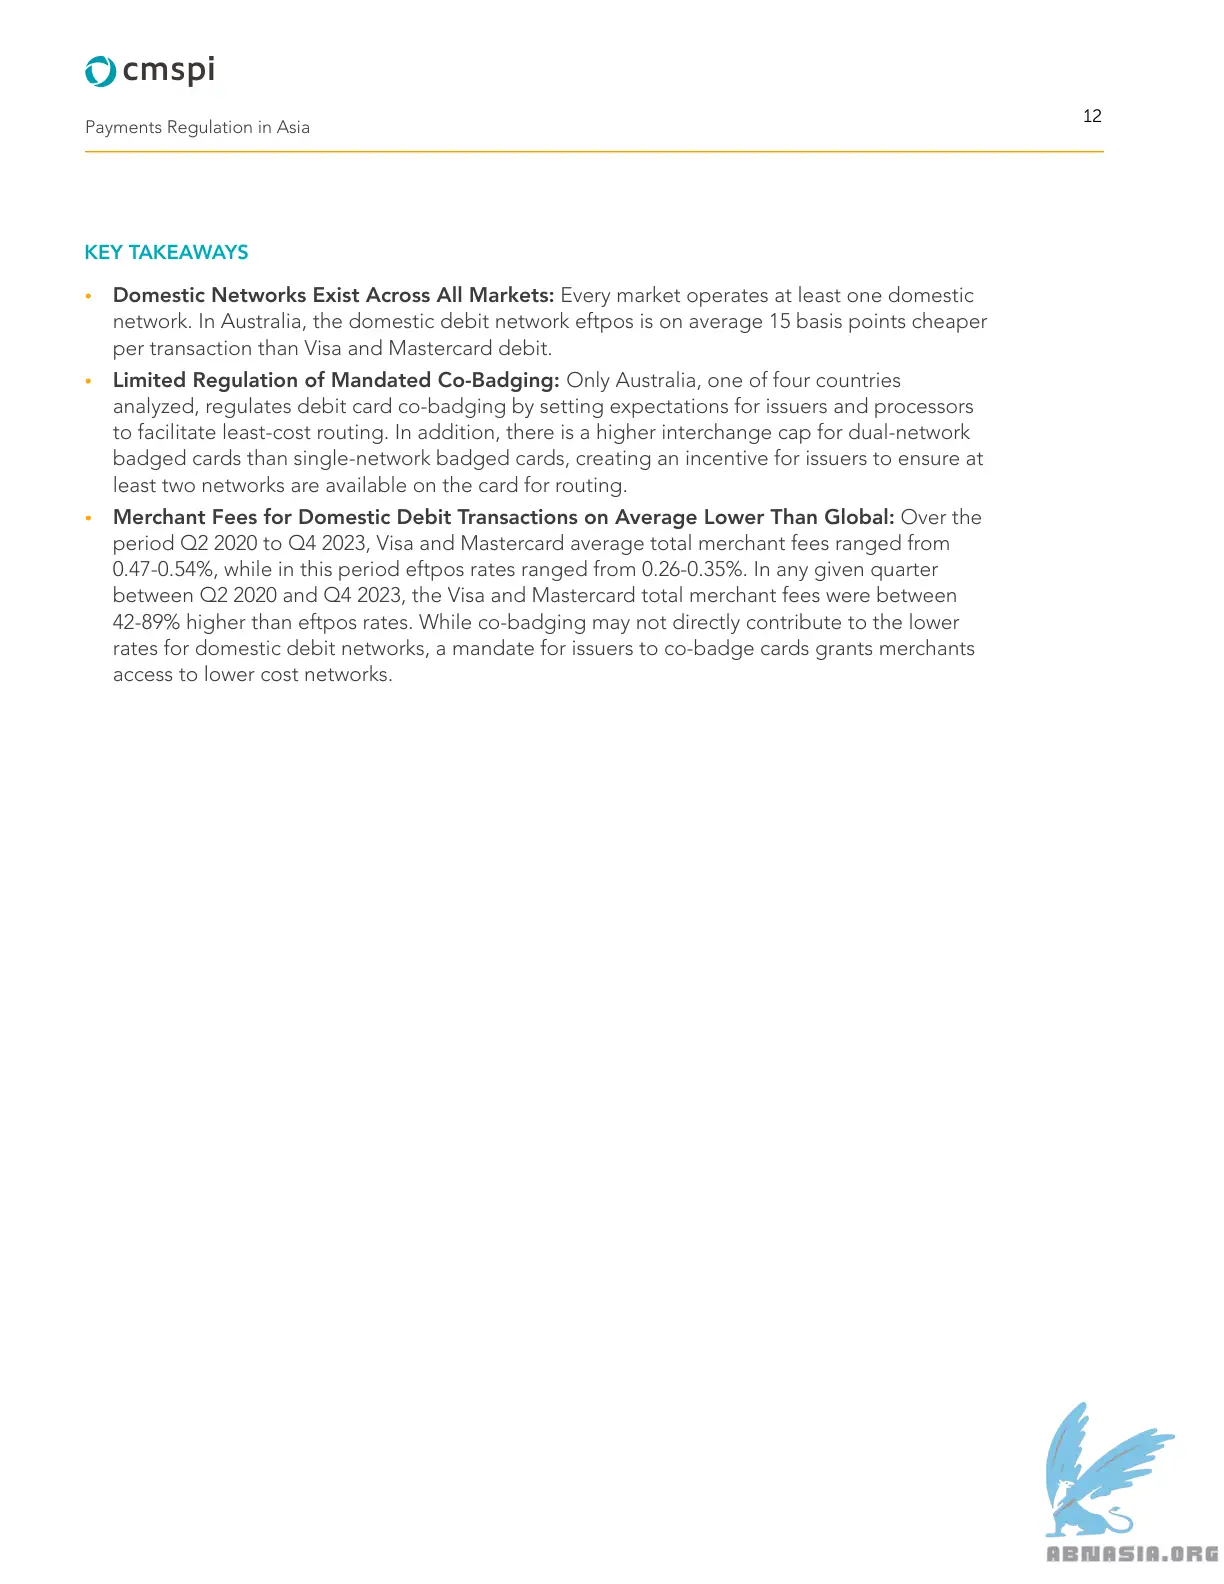 cmspi
Payments Regulation in Asia
12
KEY TAKEAWAYS
• Domestic Networks Exist Across All Markets: Every market operates at least one domestic
network. In Australia, the domestic debit network eftpos is on average 15 basis points cheaper
per transaction than Visa and Mastercard debit.
• Limited Regulation of Mandated Co-Badging: Only Australia, one of four countries
analyzed, regulates debit card co-badging by setting expectations for issuers and processors
to facilitate least-cost routing. In addition, there is a higher interchange cap for dual-network
badged cards than single-network badged cards, creating an incentive for issuers to ensure at
least two networks are available on the card for routing.
• Merchant Fees for Domestic Debit Transactions on Average Lower Than Global: Over the
period Q2 2020 to Q4 2023, Visa and Mastercard average total merchant fees ranged from
0.47-0.54%, while in this period eftpos rates ranged from 0.26-0.35%. In any given quarter
between Q2 2020 and Q4 2023, the Visa and Mastercard total merchant fees were between
42-89% higher than eftpos rates. While co-badging may not directly contribute to the lower
rates for domestic debit networks, a mandate for issuers to co-badge cards grants merchants
access to lower cost networks.
ABNASIA.ORG